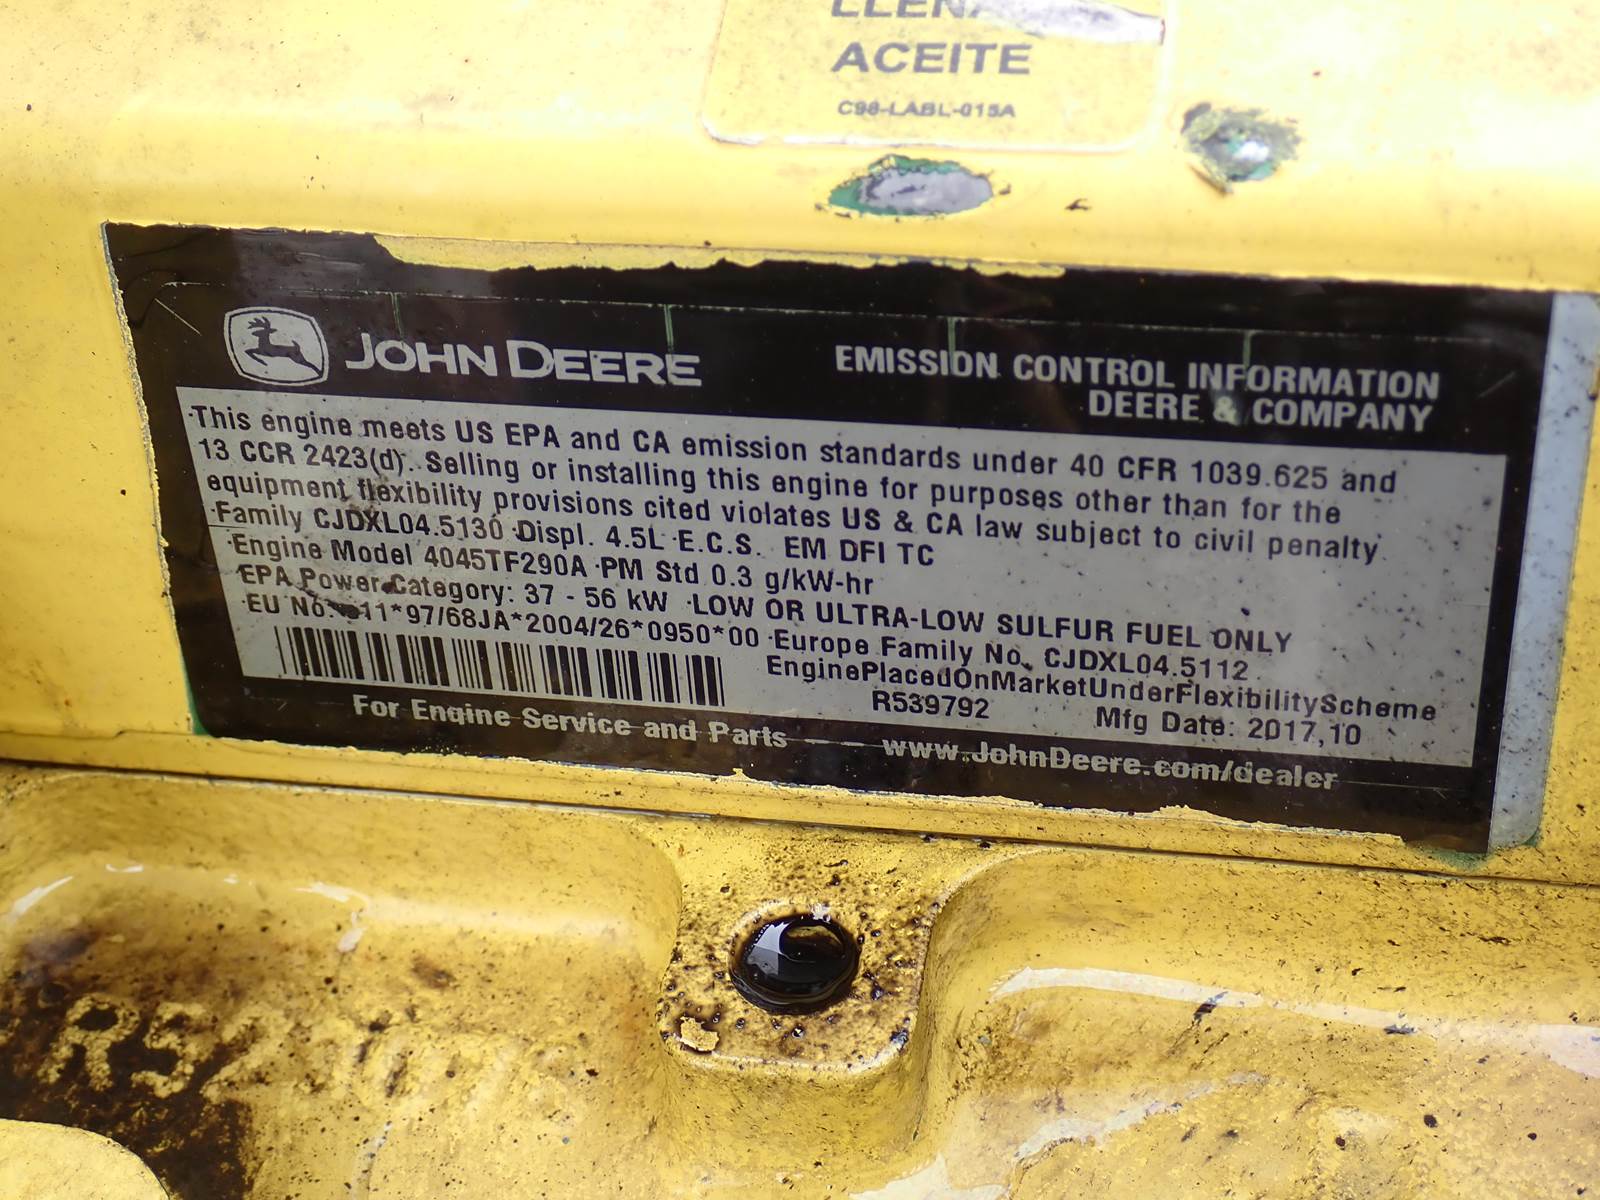 ACEITE
C98-LABL-015A
JOHN DEERE
EMISSION CONTROL INFORMATION
DEERE & COMPANY
·This engine meets US EPA and CA emission standards under 40 CFR 1039.625 and
13 CCR 2423(d). Selling or installing this engine for purposes other than for the
equipment flexibility provisions cited violates US & CA law subject to civil penalty.
·Family CJDXL04.5130 ·Displ. 4.5L ·E.C.S. EM DFI TC
·Engine Model 4045TF290A ·PM Std 0.3 g/kW-hr
·EPA Power Category: 37 - 56 kW ·LOW OR ULTRA-LOW SULFUR FUEL ONLY
·EU No: e11*97/68JA*2004/26*0950*00 ·Europe Family No. CJDXL04.5112
EnginePlacedOnMarketUnderFlexibilityScheme
R539792 Mfg Date: 2017,10
For Engine Service and Parts — — www.JohnDeere.com/dealer